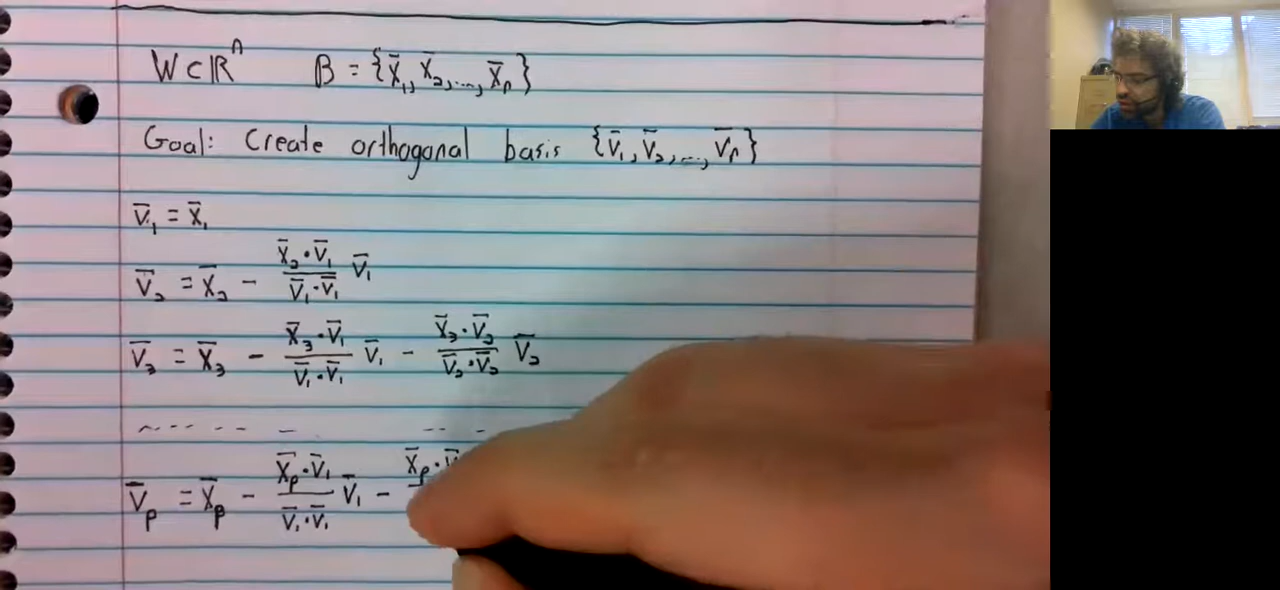 W ⊂ ℝⁿ    β = {x̄₁, x̄₂, ..., x̄ₚ}
Goal: Create orthogonal basis {v̄₁, v̄₂, ..., v̄ₚ}
v̄₁ = x̄₁
v̄₂ = x̄₂ - (x̄₂·v̄₁)/(v̄₁·v̄₁) v̄₁
v̄₃ = x̄₃ - (x̄₃·v̄₁)/(v̄₁·v̄₁) v̄₁ - (x̄₃·v̄₂)/(v̄₂·v̄₂) v̄₂
v̄ₚ = x̄ₚ - (x̄ₚ·v̄₁)/(v̄₁·v̄₁) v̄₁ - x̄ₚ·v̄